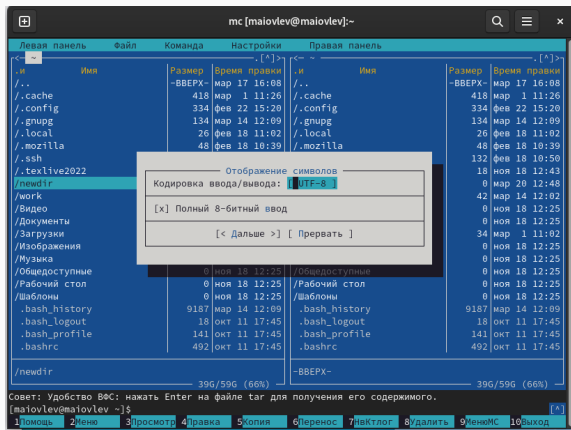 mc [maiovlev@maiovlev]:~
Левая панель Файл Команда Настройки Правая панель
<─ ~ .[^]> <─ ~ .[^]>
.и Имя Размер Время правки .и Имя Размер Время правки
/.. -ВВЕРХ- мар 17 16:08 /.. -ВВЕРХ- мар 17 16:08
/.cache 418 мар 1 11:26 /.cache 418 мар 1 11:26
/.config 334 фев 22 15:20 /.config 334 фев 22 15:20
/.gnupg 134 мар 14 12:09 /.gnupg 134 мар 14 12:09
/.local 26 фев 18 11:02 /.local 26 фев 18 11:02
/.mozilla 48 фев 18 10:39 /.mozilla 48 фев 18 10:39
/.ssh 132 фев 18 10:50
/.texlive2022 Отображение символов 18 ноя 18 12:43
/newdir Кодировка ввода/вывода: [ UTF-8 ] 0 мар 20 12:48
/work 42 мар 14 12:02
/Видео [x] Полный 8-битный ввод 0 ноя 18 12:25
/Документы 0 ноя 18 12:25
/Загрузки [< Дальше >] [ Прервать ] 34 мар 1 11:02
/Изображения 0 ноя 18 12:25
/Музыка 0 ноя 18 12:25
/Общедоступные 0 ноя 18 12:25 /Общедоступные 0 ноя 18 12:25
/Рабочий стол 0 ноя 18 12:25 /Рабочий стол 0 ноя 18 12:25
/Шаблоны 0 ноя 18 12:25 /Шаблоны 0 ноя 18 12:25
.bash_history 9187 мар 14 12:09 .bash_history 9187 мар 14 12:09
.bash_logout 18 окт 11 17:45 .bash_logout 18 окт 11 17:45
.bash_profile 141 окт 11 17:45 .bash_profile 141 окт 11 17:45
.bashrc 492 окт 11 17:45 .bashrc 492 окт 11 17:45
/newdir -ВВЕРХ-
39G/59G (66%) 39G/59G (66%)
Совет: Удобство ВФС: нажать Enter на файле tar для получения его содержимого.
[maiovlev@maiovlev ~]$ [^]
1Помощь 2Меню 3Просмотр 4Правка 5Копия 6Перенос 7НвКтлог 8Удалить 9МенюMC 10Выход